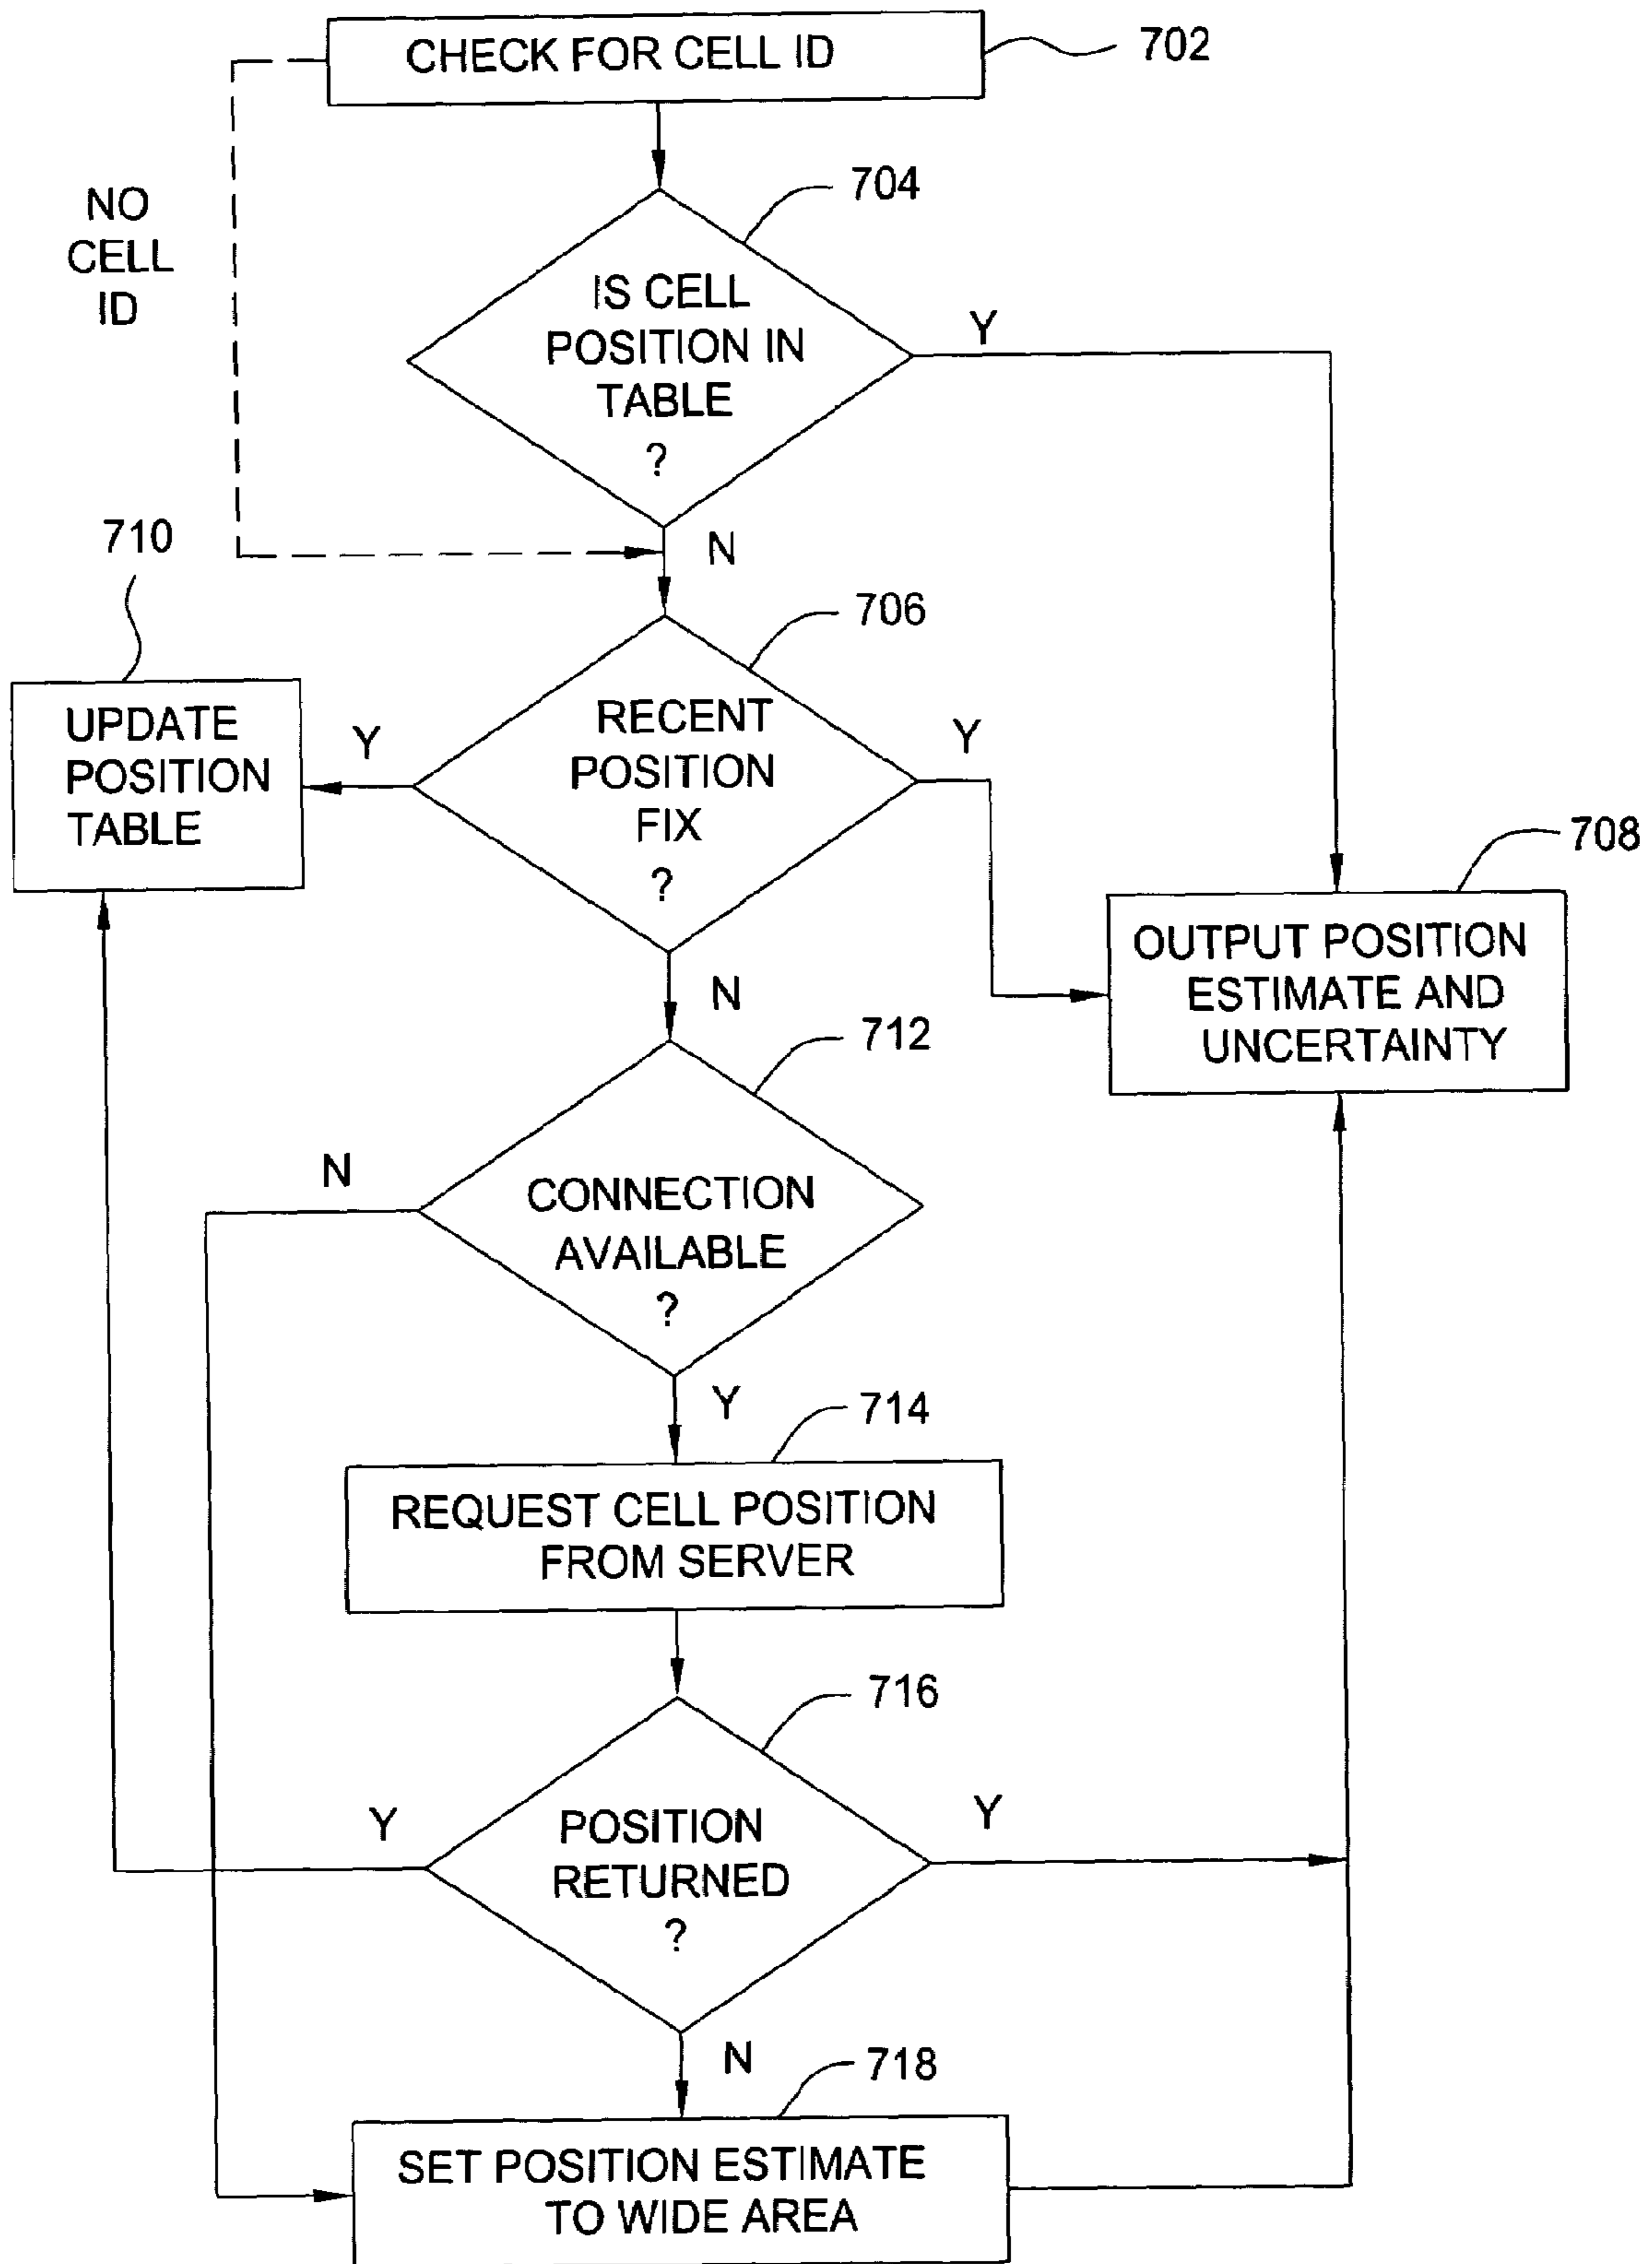 CHECK FOR CELL ID
702
NO
CELL
ID
704
IS CELL
POSITION IN
TABLE
?
Y
N
710
706
UPDATE
POSITION
TABLE
Y
RECENT
POSITION
FIX
?
Y
708
OUTPUT POSITION
ESTIMATE AND
UNCERTAINTY
N
712
N
CONNECTION
AVAILABLE
?
Y
714
REQUEST CELL POSITION
FROM SERVER
716
Y
POSITION
RETURNED
?
Y
N
718
SET POSITION ESTIMATE
TO WIDE AREA